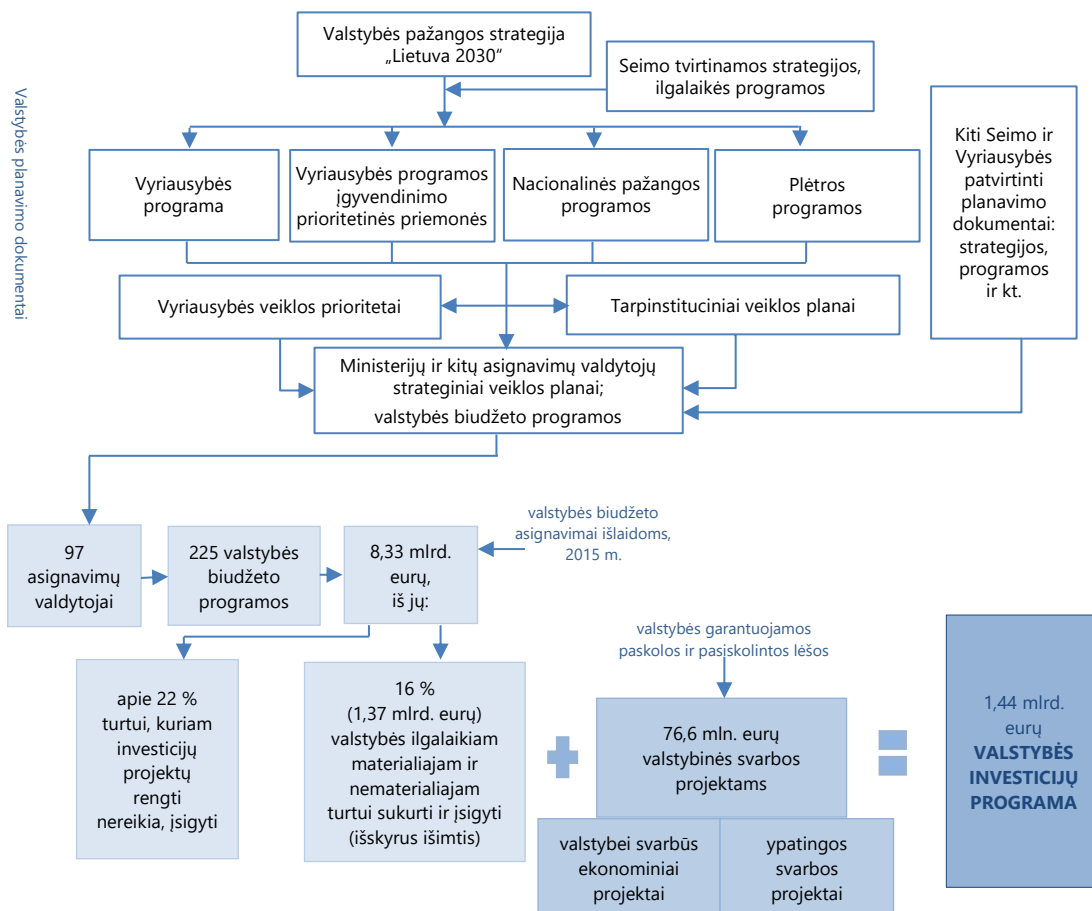 Valstybės planavimo dokumentai
Valstybės pažangos strategija
„Lietuva 2030“
Seimo tvirtinamos strategijos,
ilgalaikės programos
Vyriausybės
programa
Vyriausybės programos
įgyvendinimo
prioritetinės priemonės
Nacionalinės pažangos
programos
Plėtros
programos
Kiti Seimo ir
Vyriausybės
patvirtinti
planavimo
dokumentai:
strategijos,
programos
ir kt.
Vyriausybės veiklos prioritetai
Tarpinstituciniai veiklos planai
Ministerijų ir kitų asignavimų valdytojų
strateginiai veiklos planai;
valstybės biudžeto programos
97
asignavimų
valdytojai
225 valstybės
biudžeto
programos
8,33 mlrd.
eurų,
iš jų:
valstybės biudžeto
asignavimai išlaidoms,
2015 m.
apie 22 %
turtui, kuriam
investicijų
projektų
rengti
nereikia, įsigyti
16 %
(1,37 mlrd. eurų)
valstybės ilgalaikiam
materialiajam ir
nematerialiajam
turtui sukurti ir įsigyti
(išskyrus išimtis)
valstybės garantuojamos
paskolos ir pasiskolintos lėšos
76,6 mln. eurų
valstybinės svarbos
projektams
valstybei svarbūs
ekonominiai
projektai
ypatingos
svarbos
projektai
1,44 mlrd.
eurų
VALSTYBĖS
INVESTICIJŲ
PROGRAMA